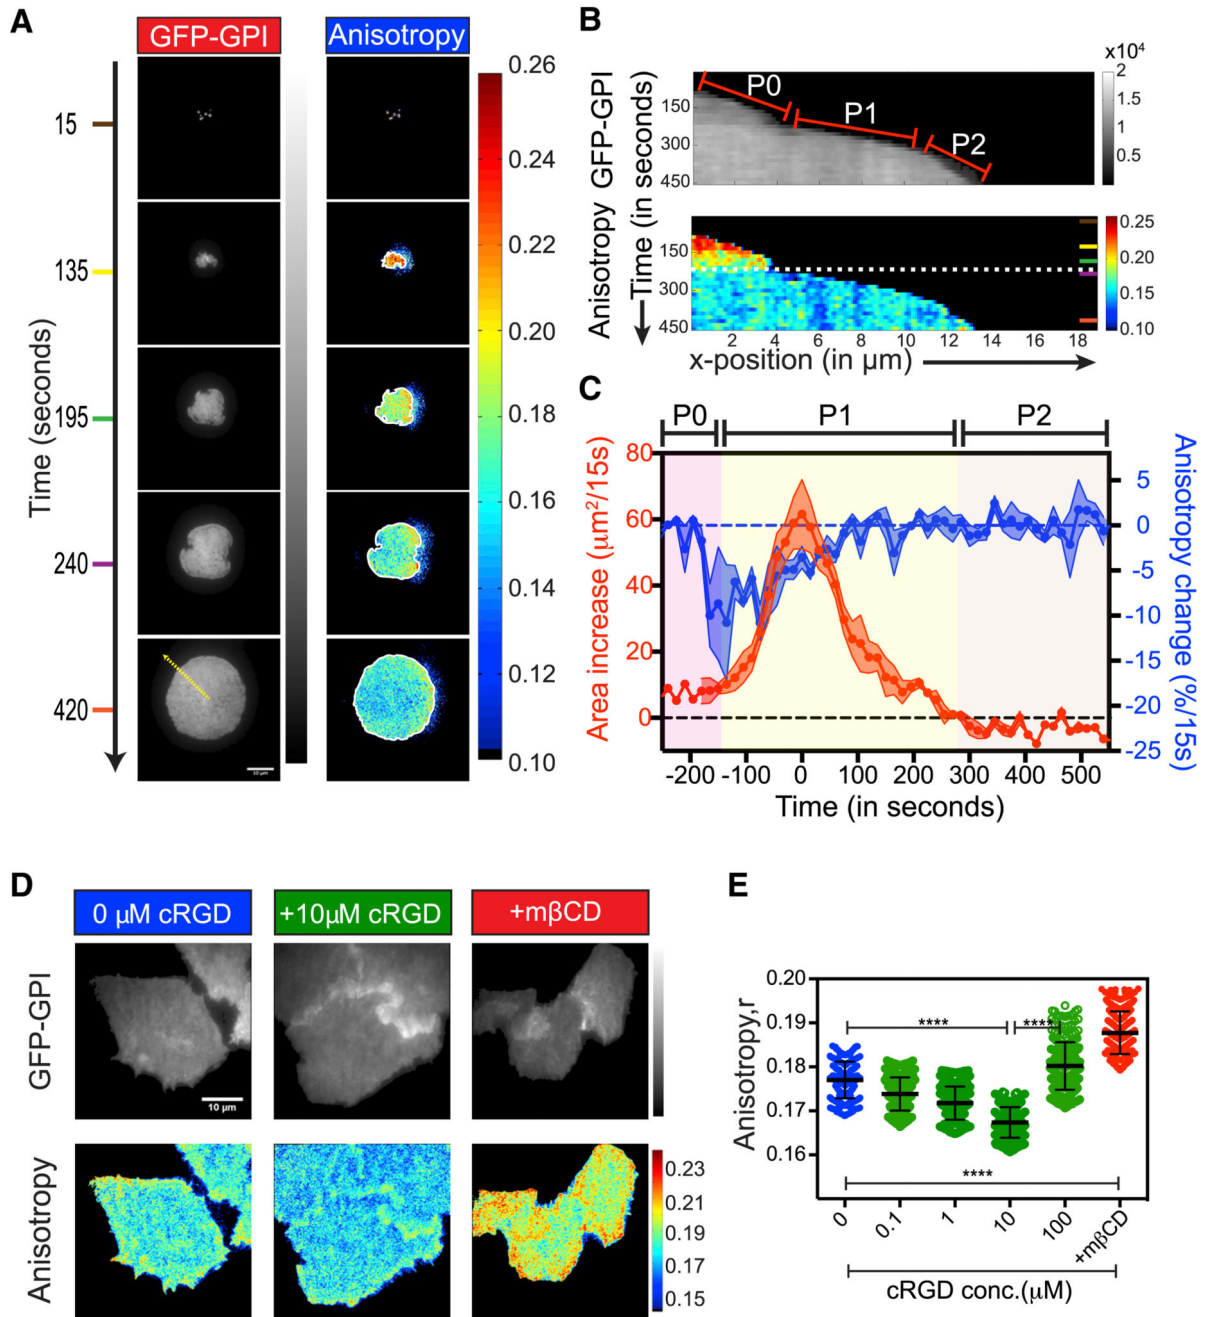 A
GFP-GPI
Anisotropy
Time (seconds)
15
135
195
240
420
10 µm
0.26
0.24
0.22
0.20
0.18
0.16
0.14
0.12
0.10
B
Anisotropy GFP-GPI
Time (in seconds)
P0
P1
P2
150
300
450
x10⁴
2
1.5
1
0.5
150
300
450
0.25
0.20
0.15
0.10
2 4 6 8 10 12 14 16 18
x-position (in µm)
C
P0 P1 P2
Area increase (µm²/15s)
80
60
40
20
0
Anisotropy change (%/15s)
5
0
-5
-10
-15
-20
-25
-200 -100 0 100 200 300 400 500
Time (in seconds)
D
0 µM cRGD
+10µM cRGD
+mβCD
GFP-GPI
10 µm
Anisotropy
0.23
0.21
0.19
0.17
0.15
E
Anisotropy,r
0.20
0.19
0.18
0.17
0.16
**** ****
****
0 0.1 1 10 100 +mβCD
cRGD conc.(µM)